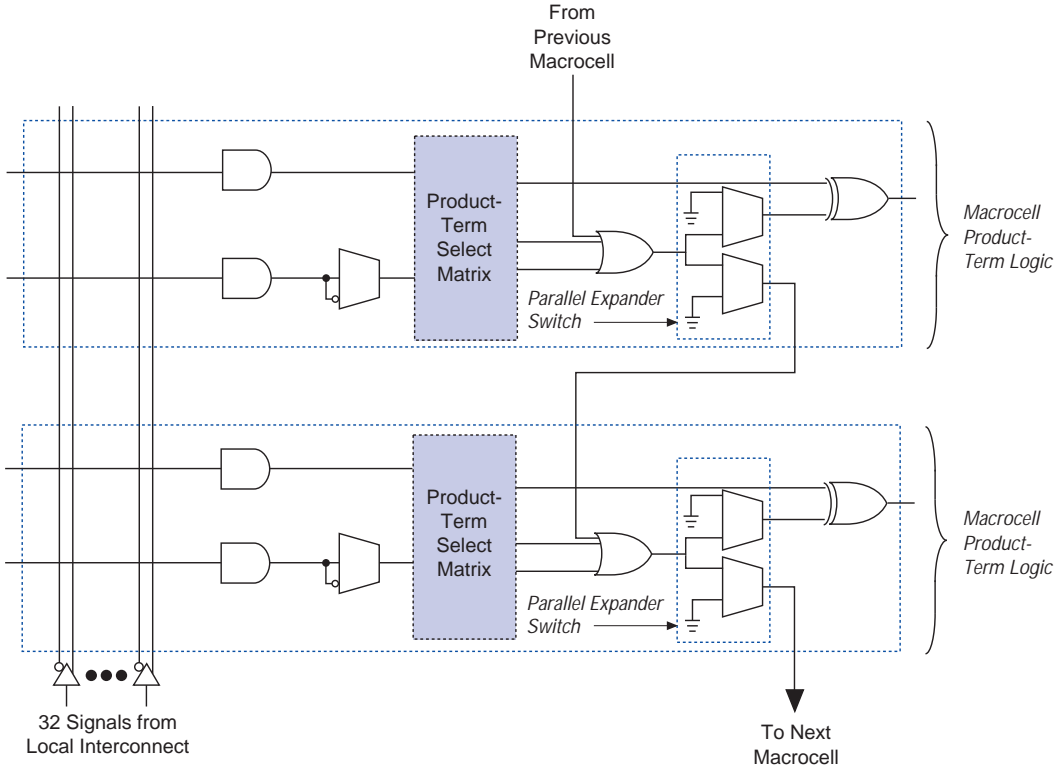 From
Previous
Macrocell
Product-
Term
Select
Matrix
Macrocell
Product-
Term Logic
Parallel Expander
Switch
Product-
Term
Select
Matrix
Macrocell
Product-
Term Logic
Parallel Expander
Switch
32 Signals from
Local Interconnect
To Next
Macrocell